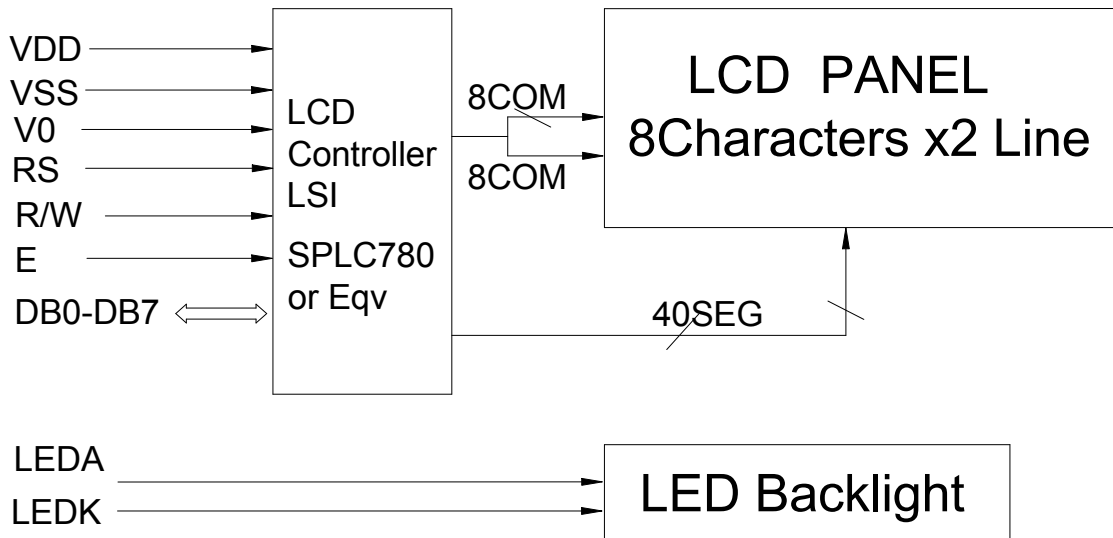 VDD
VSS
V0
RS
R/W
E
DB0-DB7
LCD
Controller
LSI
SPLC780
or Eqv
8COM
8COM
40SEG
LCD PANEL
8Characters x2 Line
LEDA
LEDK
LED Backlight